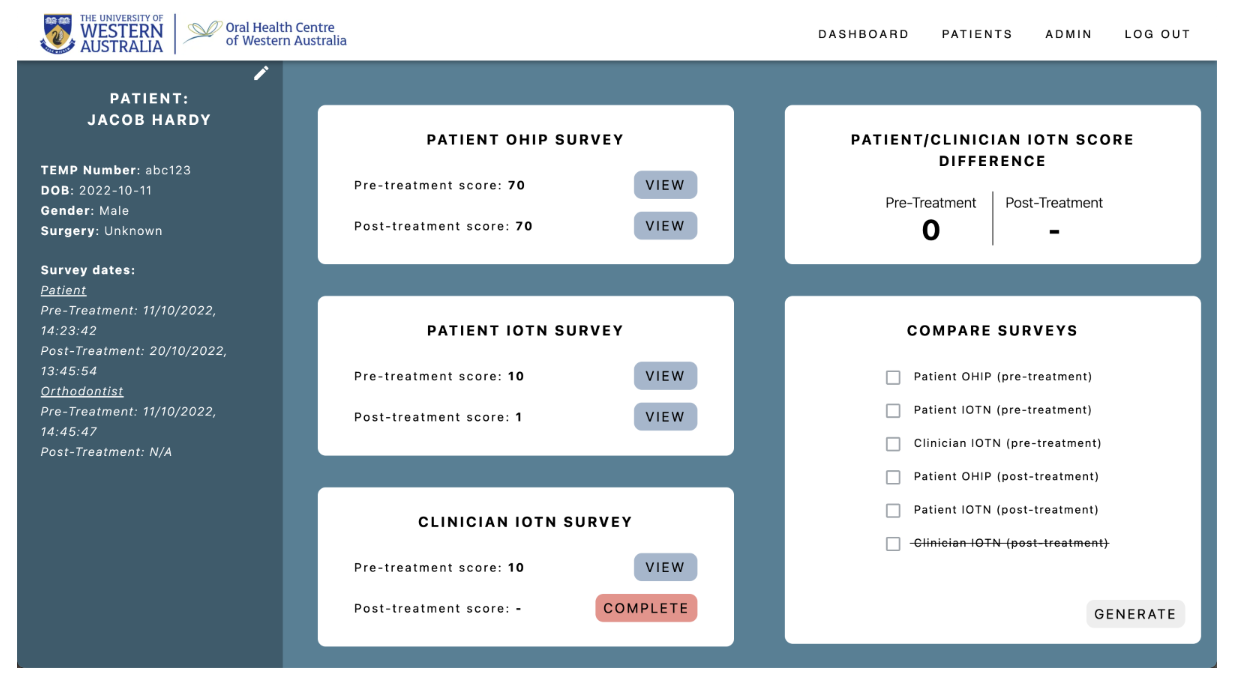 THE UNIVERSITY OF
WESTERN
AUSTRALIA
Oral Health Centre
of Western Australia
DASHBOARD PATIENTS ADMIN LOG OUT
PATIENT:
JACOB HARDY
TEMP Number: abc123
DOB: 2022-10-11
Gender: Male
Surgery: Unknown
Survey dates:
Patient
Pre-Treatment: 11/10/2022,
14:23:42
Post-Treatment: 20/10/2022,
13:45:54
Orthodontist
Pre-Treatment: 11/10/2022,
14:45:47
Post-Treatment: N/A
PATIENT OHIP SURVEY
Pre-treatment score: 70 VIEW
Post-treatment score: 70 VIEW
PATIENT IOTN SURVEY
Pre-treatment score: 10 VIEW
Post-treatment score: 1 VIEW
CLINICIAN IOTN SURVEY
Pre-treatment score: 10 VIEW
Post-treatment score: - COMPLETE
PATIENT/CLINICIAN IOTN SCORE
DIFFERENCE
Pre-Treatment Post-Treatment
0 -
COMPARE SURVEYS
Patient OHIP (pre-treatment)
Patient IOTN (pre-treatment)
Clinician IOTN (pre-treatment)
Patient OHIP (post-treatment)
Patient IOTN (post-treatment)
Clinician IOTN (post-treatment)
GENERATE